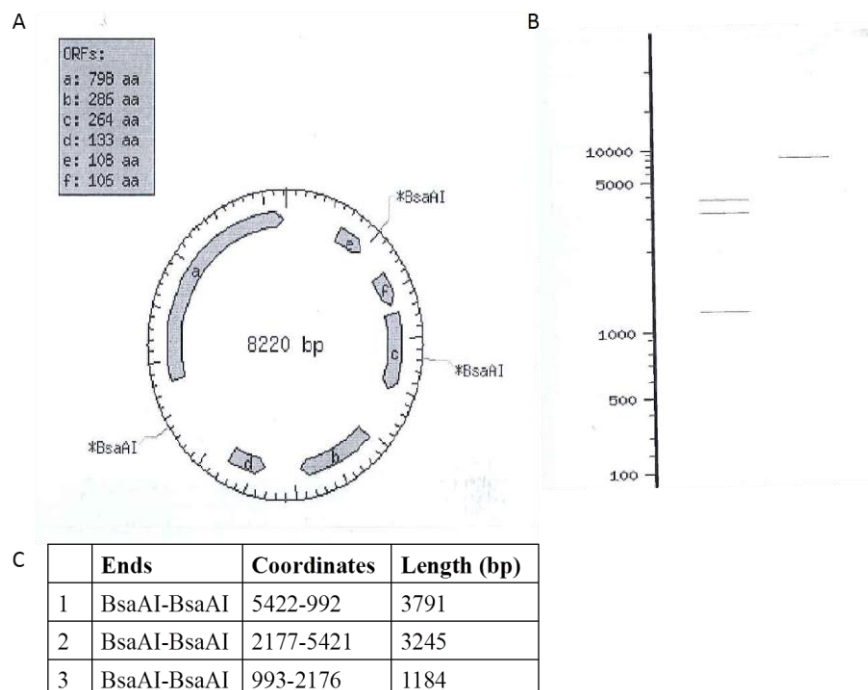 A
ORFs:
a: 798 aa
b: 286 aa
c: 264 aa
d: 133 aa
e: 108 aa
f: 106 aa
*BsaAI
e
f
a
8220 bp
c
*BsaAI
*BsaAI
d
b
B
10000
5000
1000
500
100
C
Ends Coordinates Length (bp)
1 BsaAI-BsaAI 5422-992 3791
2 BsaAI-BsaAI 2177-5421 3245
3 BsaAI-BsaAI 993-2176 1184